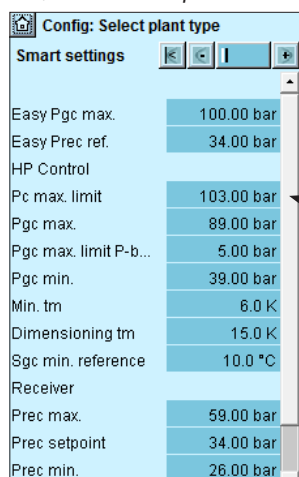 Config: Select plant type
Smart settings
Easy Pgc max. 100.00 bar
Easy Prec ref. 34.00 bar
HP Control
Pc max. limit 103.00 bar
Pgc max. 89.00 bar
Pgc max. limit P-b... 5.00 bar
Pgc min. 39.00 bar
Min. tm 6.0 K
Dimensioning tm 15.0 K
Sgc min. reference 10.0 °C
Receiver
Prec max. 59.00 bar
Prec setpoint 34.00 bar
Prec min. 26.00 bar